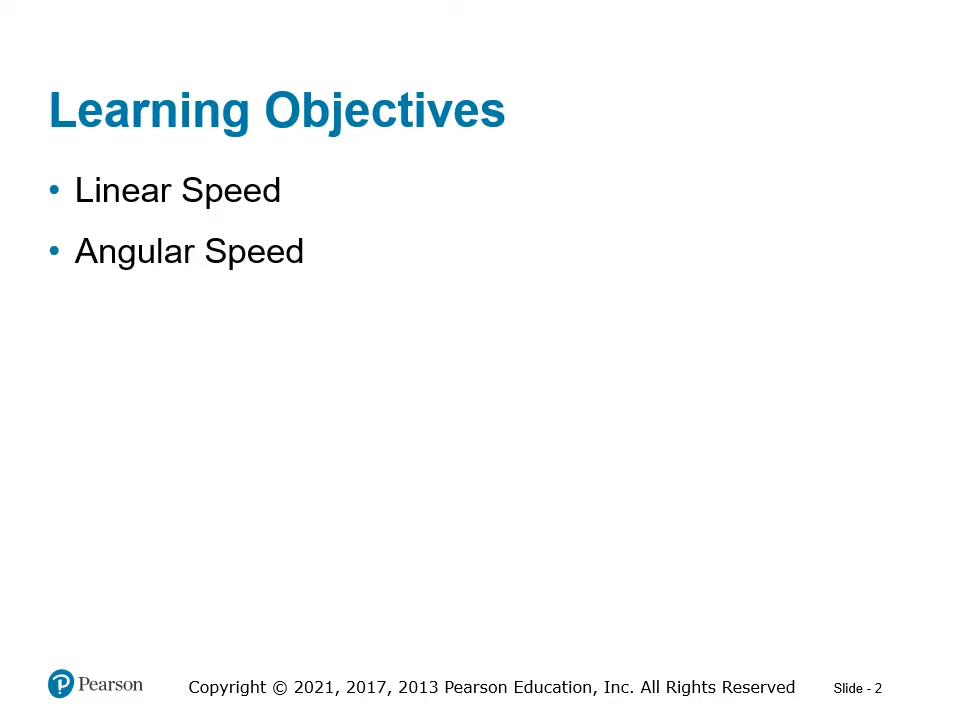 Learning Objectives
• Linear Speed
• Angular Speed
Pearson
Copyright © 2021, 2017, 2013 Pearson Education, Inc. All Rights Reserved
Slide - 2